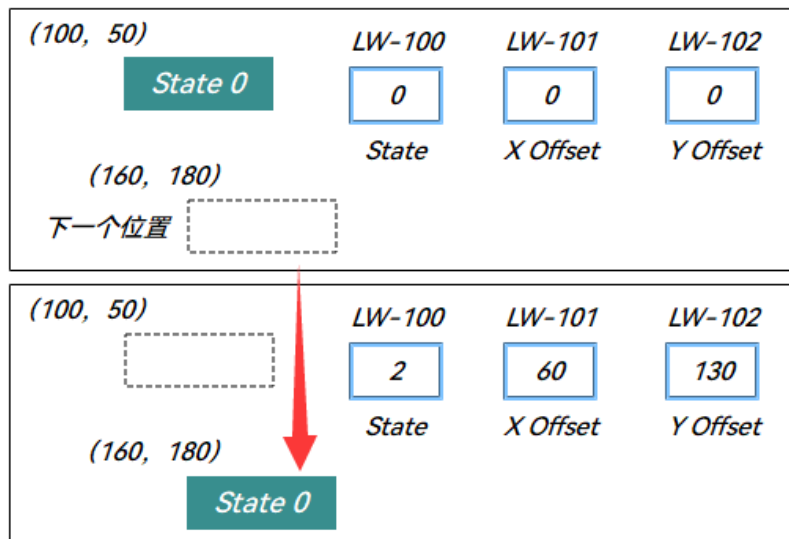 (100, 50) LW-100 LW-101 LW-102
State 0 0 0 0
State X Offset Y Offset
(160, 180)
下一个位置
(100, 50) LW-100 LW-101 LW-102
2 60 130
State X Offset Y Offset
(160, 180)
State 0